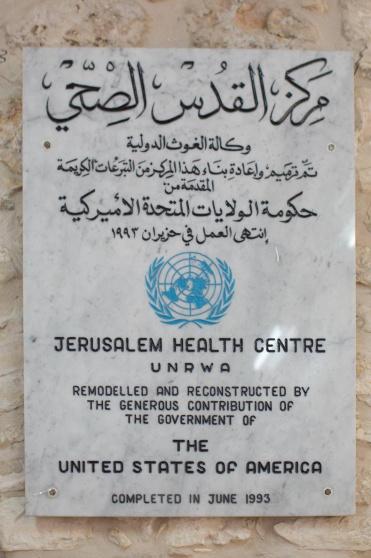 مركز القدس الصحي
وكالة الغوث الدولية
تم ترميم وإعادة بناء هذا المركز من التبرعات الكريمة
المقدمة من
حكومة الولايات المتحدة الأميركية
إنتهى العمل في حزيران ١٩٩٣
JERUSALEM HEALTH CENTRE
UNRWA
REMODELLED AND RECONSTRUCTED BY
THE GENEROUS CONTRIBUTION OF
THE GOVERNMENT OF
THE
UNITED STATES OF AMERICA
COMPLETED IN JUNE 1993